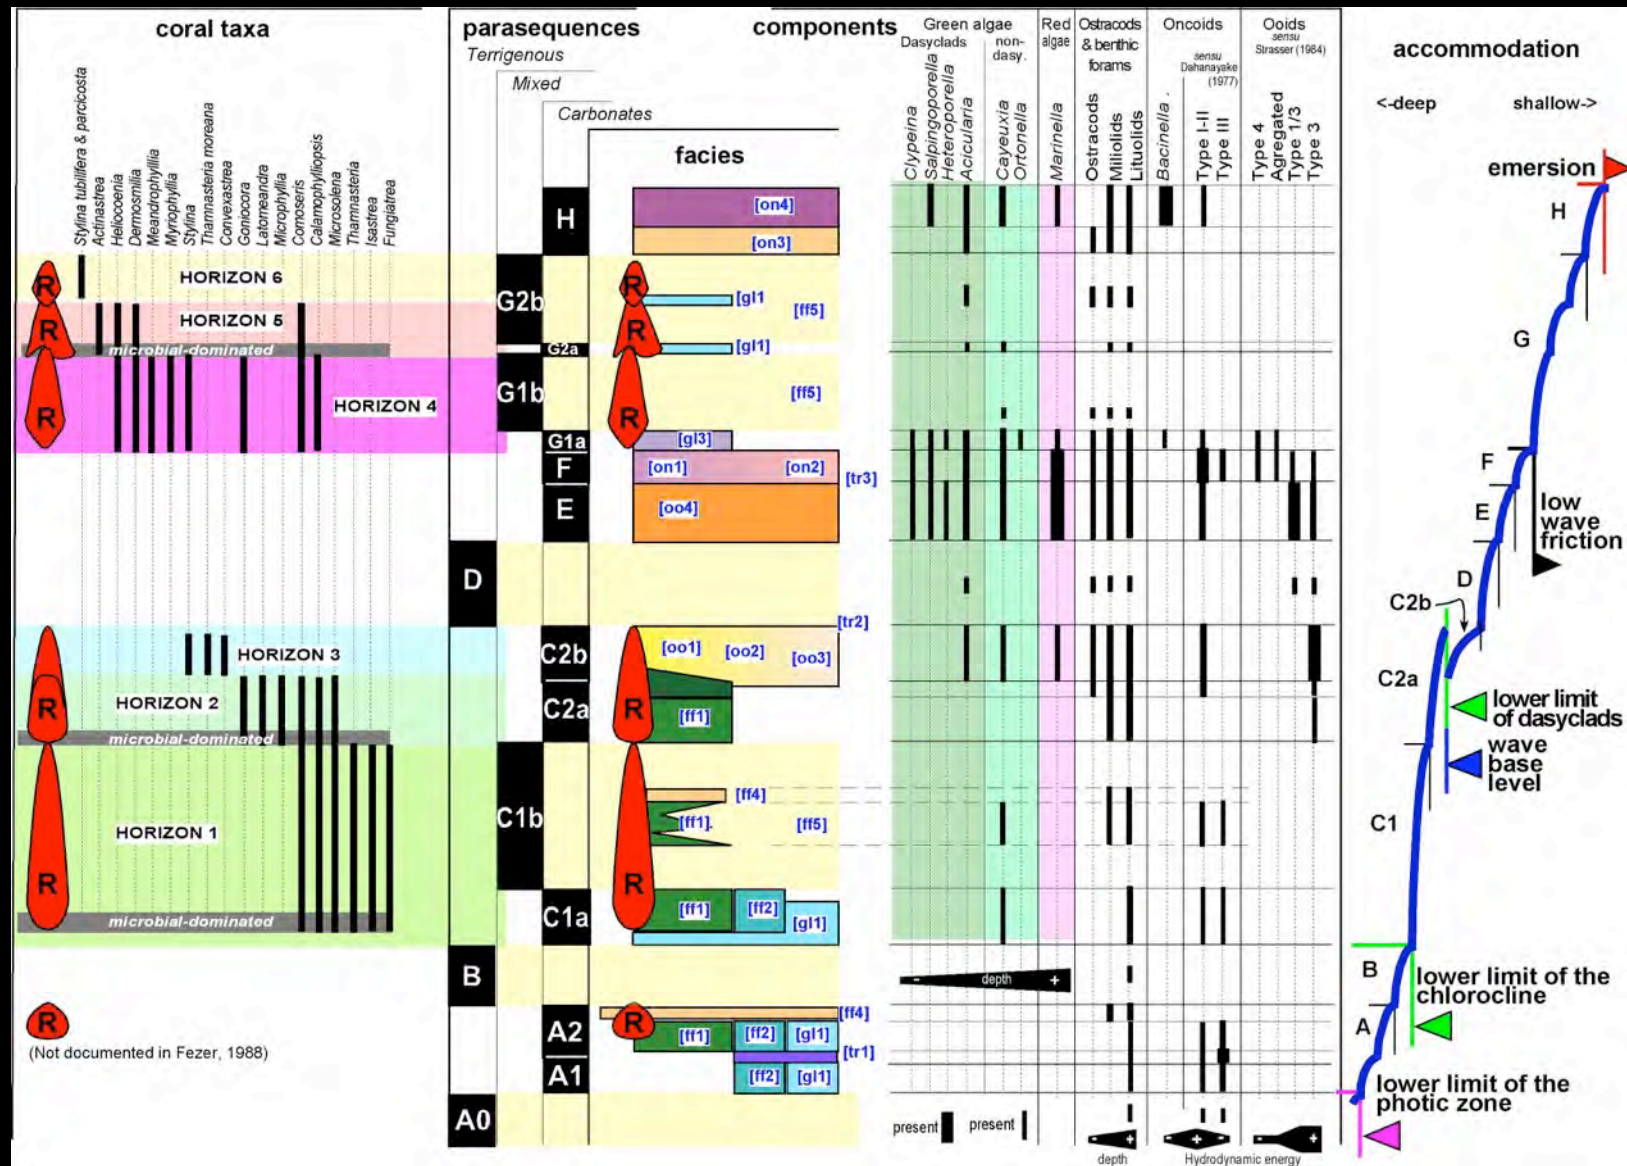 coral taxa
Stylina tubilifera & parcicosta
Actinastrea
Heliocoenia
Dermosmilia
Meandrophylllia
Myriophyllia
Stylina
Thamnasteria moreana
Convexastrea
Goniocora
Latomeandra
Microphyllia
Comoseris
Calamophylliopsis
Microsolena
Thamnasteria
Isastrea
Fungiatrea
R
HORIZON 6
R
HORIZON 5
microbial-dominated
R
HORIZON 4
HORIZON 3
R
HORIZON 2
microbial-dominated
HORIZON 1
R
microbial-dominated
R
(Not documented in Fezer, 1988)
parasequences
Terrigenous
Mixed
Carbonates
H
G2b
G2a
G1b
G1a
F
E
D
C2b
C2a
C1b
C1a
B
A2
A1
A0
facies
[on4]
[on3]
R
[gl1
[ff5]
R
[gl1]
[ff5]
R
[gl3]
[on1]
[on2]
[tr3]
[oo4]
[tr2]
[oo1]
[oo2]
[oo3]
R
[ff1]
[ff4]
[ff1].
[ff5]
R
[ff1]
[ff2]
[gl1]
[ff4]
R
[ff1]
[ff2]
[gl1]
[tr1]
[ff2]
[gl1]
components
Green algae
Dasyclads
non-
dasy.
Red
algae
Ostracods
& benthic
forams
Oncoids
sensu
Dahanayake
(1977)
Ooids
sensu
Strasser (1984)
Clypeina
Salpingoporella
Heteroporella
Acicularia
Cayeuxia
Ortonella
Marinella
Ostracods
Miliolids
Lituolids
Bacinella .
Type I-II
Type III
Type 4
Agregated
Type 1/3
Type 3
- depth +
present
present
- +
depth
- + -
- +
Hydrodynamic energy
accommodation
<-deep
shallow->
emersion
H
G
F
E
low
wave
friction
D
C2b
C2a
lower limit
of dasyclads
wave
base
level
C1
B
lower limit of the
chlorocline
A
lower limit of the
photic zone